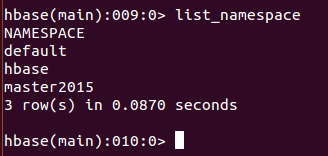 hbase(main):009:0> list_namespace
NAMESPACE
default
hbase
master2015
3 row(s) in 0.0870 seconds
hbase(main):010:0>